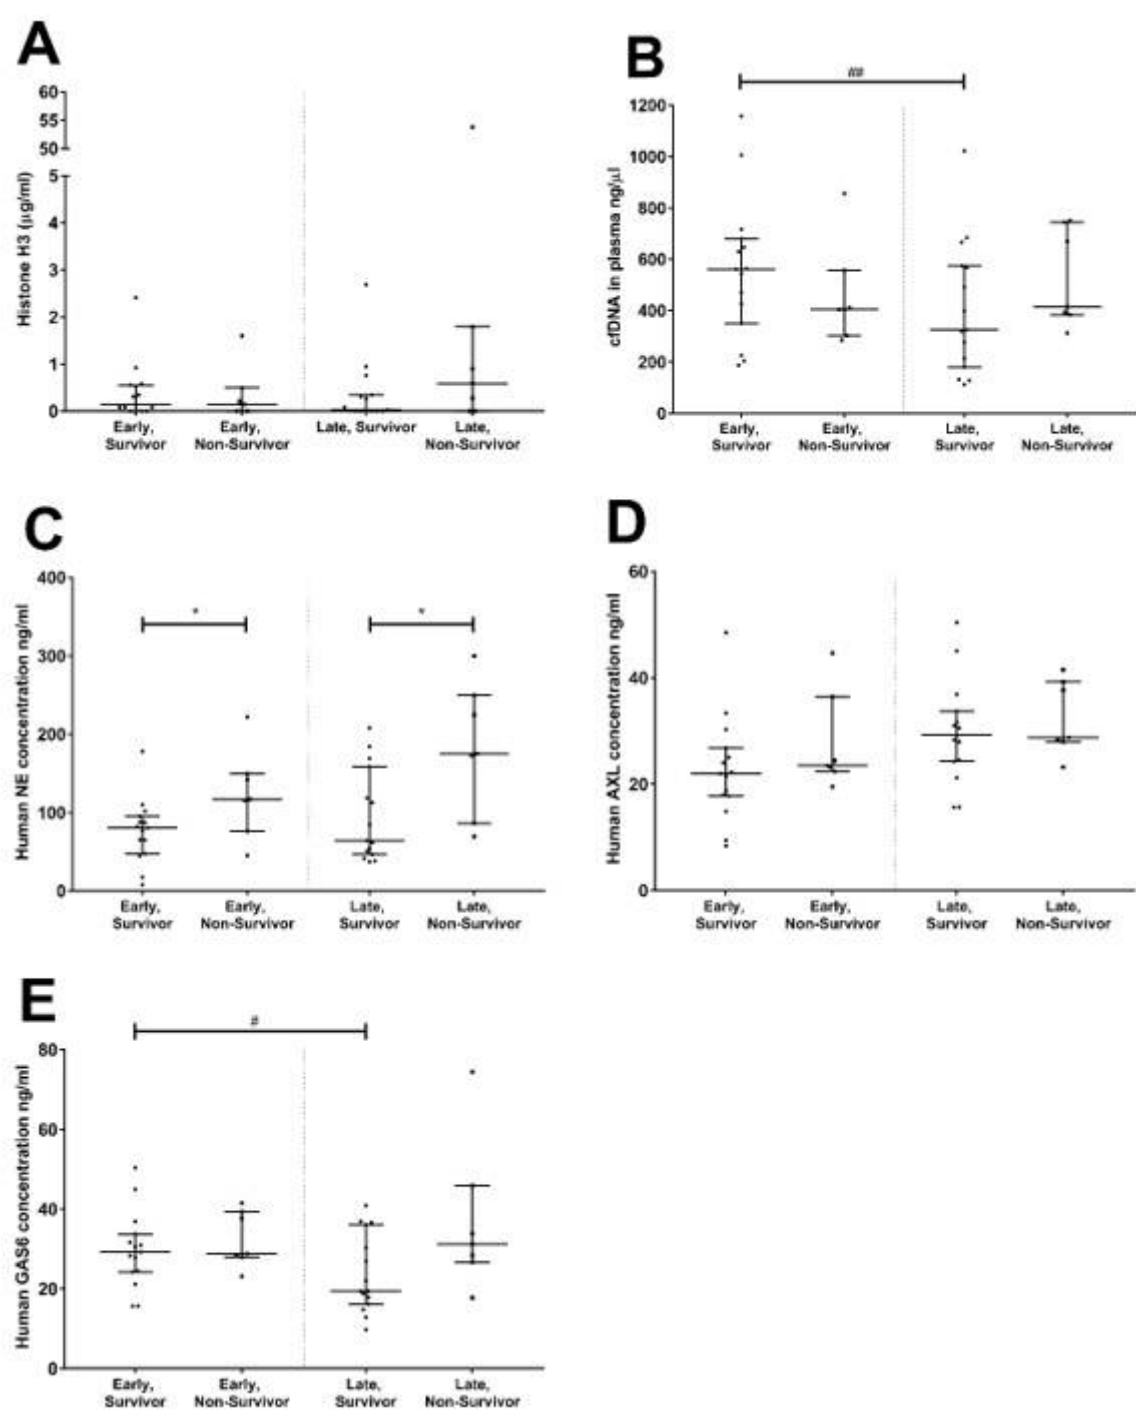 A
Histone H3 (µg/ml)
60
55
50
5
4
3
2
1
0
Early,
Survivor
Early,
Non-Survivor
Late, Survivor
Late,
Non-Survivor
B
##
cfDNA in plasma ng/µl
1200
1000
800
600
400
200
0
Early,
Survivor
Early,
Non-Survivor
Late,
Survivor
Late,
Non-Survivor
C
Human NE concentration ng/ml
400
300
200
100
0
*
*
Early,
Survivor
Early,
Non-Survivor
Late,
Survivor
Late,
Non-Survivor
D
Human AXL concentration ng/ml
60
40
20
0
Early,
Survivor
Early,
Non-Survivor
Late,
Survivor
Late,
Non-Survivor
E
#
Human GAS6 concentration ng/ml
80
60
40
20
0
Early,
Survivor
Early,
Non-Survivor
Late,
Survivor
Late,
Non-Survivor